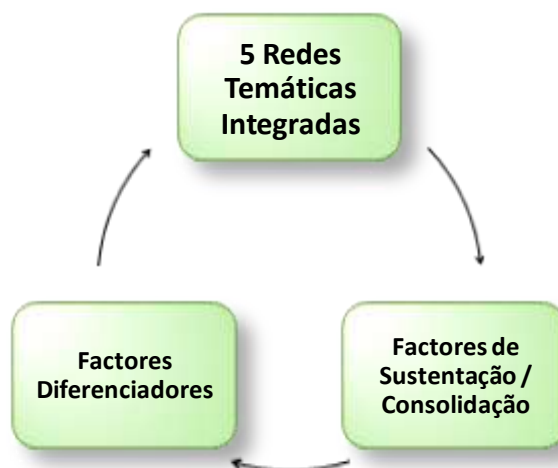 5 Redes
Temáticas
Integradas
Factores
Diferenciadores
Factores de
Sustentação /
Consolidação